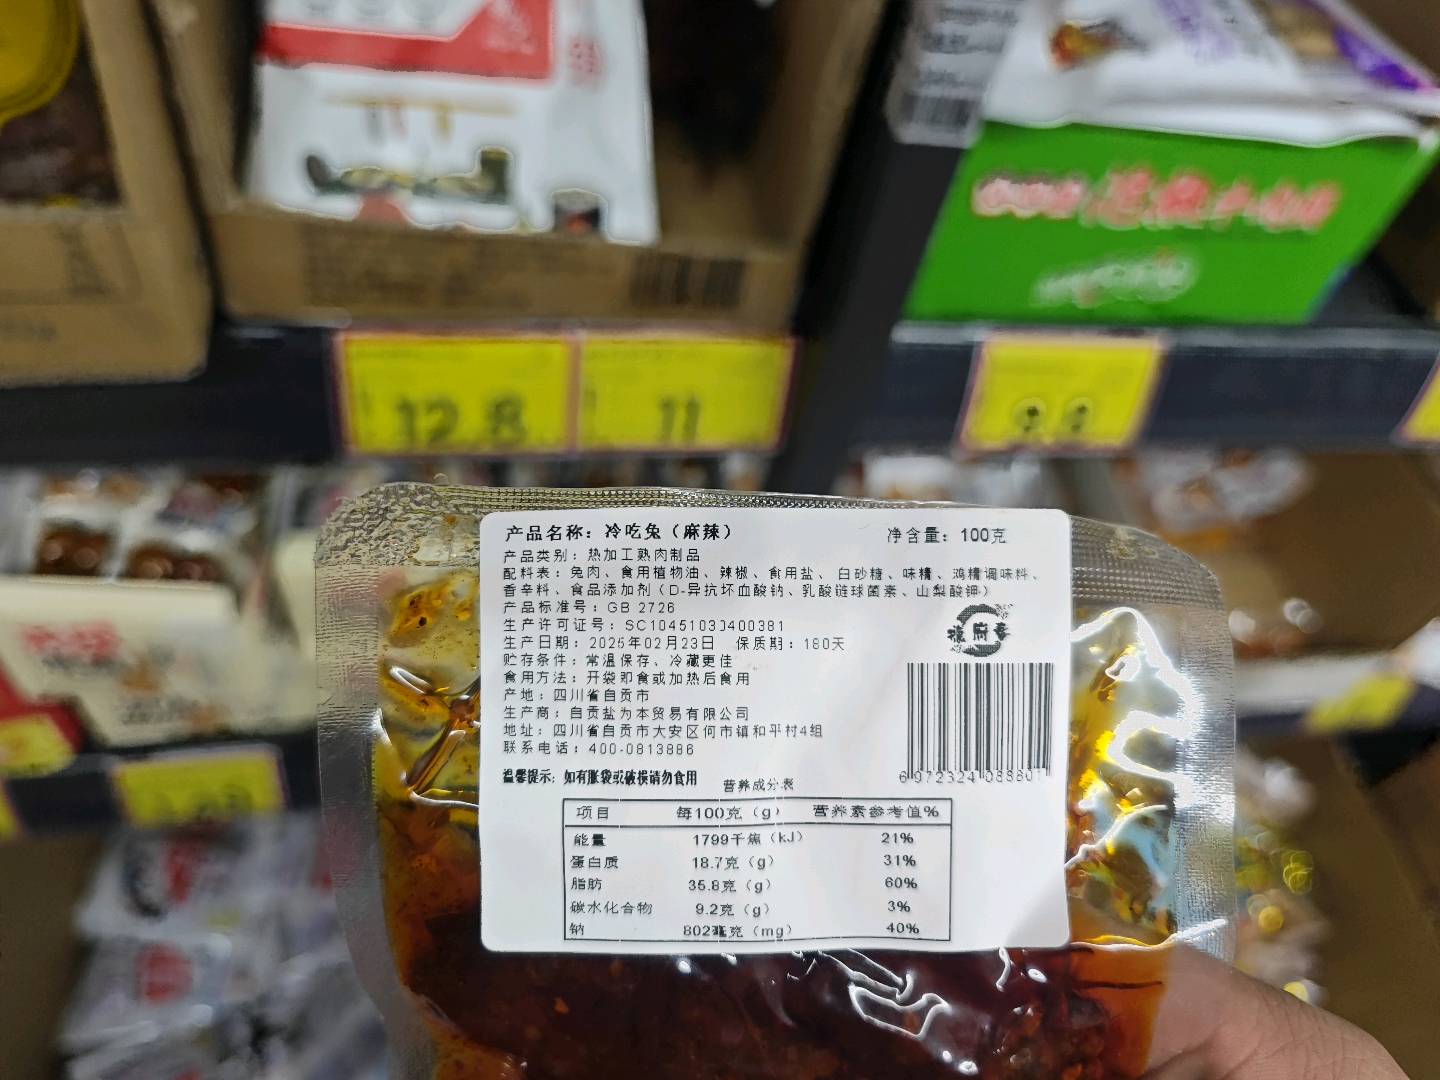 12.8
11
产品名称：冷吃兔（麻辣）
净含量：100克
产品类别：热加工熟肉制品
配料表：兔肉、食用植物油、辣椒、食用盐、白砂糖、味精、鸡精调味料、
香辛料、食品添加剂（D-异抗坏血酸钠、乳酸链球菌素、山梨酸钾）
产品标准号：GB 2726
生产许可证号：SC10451030400381
生产日期：2025年02月23日 保质期：180天
贮存条件：常温保存、冷藏更佳
食用方法：开袋即食或加热后食用
产地：四川省自贡市
生产商：自贡盐为本贸易有限公司
地址：四川省自贡市大安区何市镇和平村4组
联系电话：400-0813886
温馨提示：如有胀袋或破损请勿食用
6 972324 088801
营养成分表
项目 每100克（g） 营养素参考值%
能量 1799千焦（kJ） 21%
蛋白质 18.7克（g） 31%
脂肪 35.8克（g） 60%
碳水化合物 9.2克（g） 3%
钠 802毫克（mg） 40%